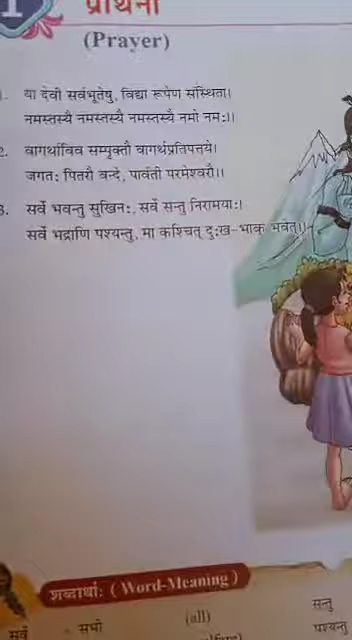 1
प्रार्थना
(Prayer)
1. या देवी सर्वभूतेषु, विद्या रूपेण संस्थिता।
नमस्तस्यै नमस्तस्यै नमस्तस्यै नमो नमः।।
2. वागर्थाविव सम्पृक्तौ वागर्थप्रतिपत्तये।
जगतः पितरौ वन्दे, पार्वती परमेश्वरौ।।
3. सर्वे भवन्तु सुखिनः, सर्वे सन्तु निरामयाः।
सर्वे भद्राणि पश्यन्तु, मा कश्चित् दुःख-भाक् भवेत्।।
शब्दार्थाः (Word-Meaning)
सर्वे - सभी (all) सन्तु
पश्यन्तु